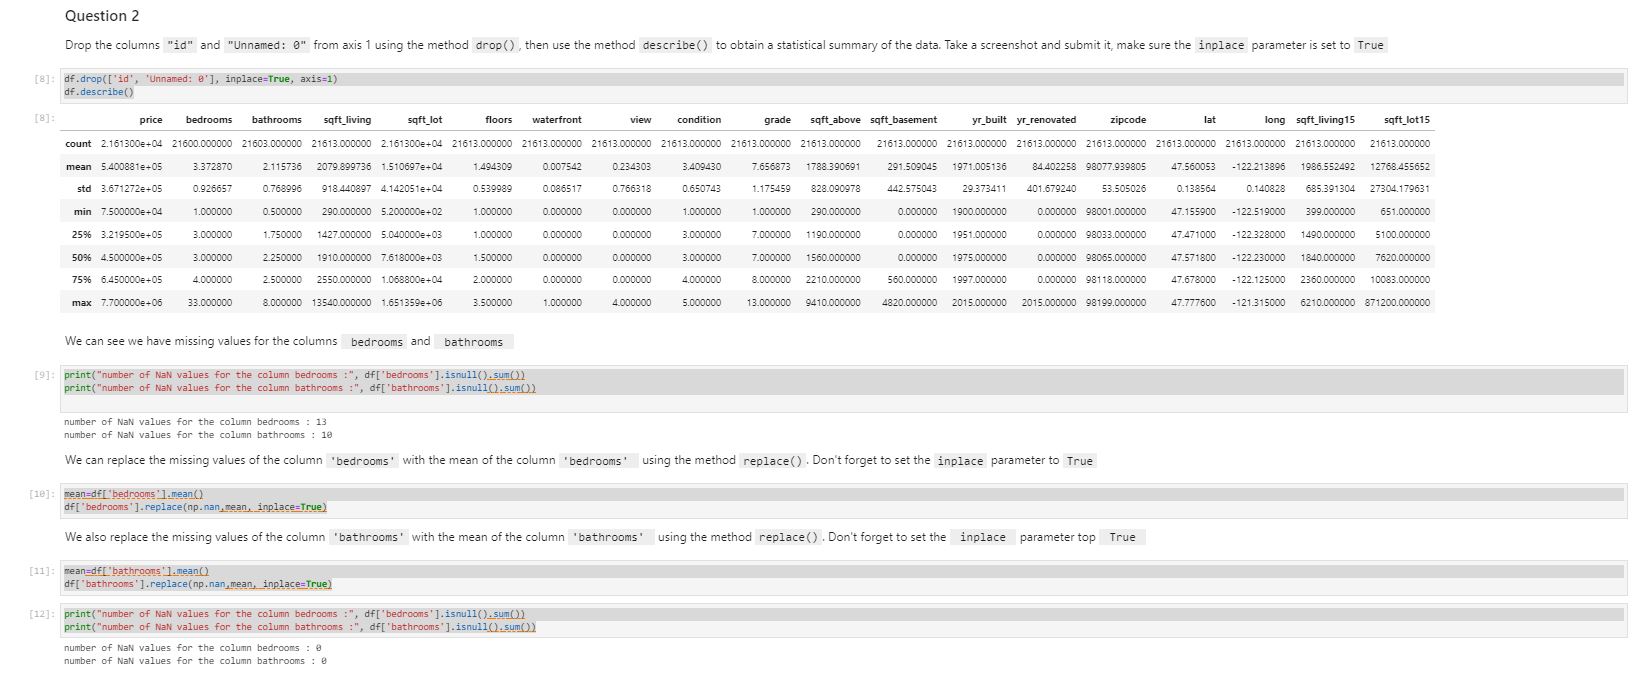 Question 2
Drop the columns "id" and "Unnamed: 0" from axis 1 using the method drop() , then use the method describe() to obtain a statistical summary of the data. Take a screenshot and submit it, make sure the inplace parameter is set to True
[8]: df.drop(['id', 'Unnamed: 0'], inplace=True, axis=1)
df.describe()
[8]: price bedrooms bathrooms sqft_living sqft_lot floors waterfront view condition grade sqft_above sqft_basement yr_built yr_renovated zipcode lat long sqft_living15 sqft_lot15
count 2.161300e+04 21600.000000 21603.000000 21613.000000 2.161300e+04 21613.000000 21613.000000 21613.000000 21613.000000 21613.000000 21613.000000 21613.000000 21613.000000 21613.000000 21613.000000 21613.000000 21613.000000 21613.000000 21613.000000
mean 5.400881e+05 3.372870 2.115736 2079.899736 1.510697e+04 1.494309 0.007542 0.234303 3.409430 7.656873 1788.390691 291.509045 1971.005136 84.402258 98077.939805 47.560053 -122.213896 1986.552492 12768.455652
std 3.671272e+05 0.926657 0.768996 918.440897 4.142051e+04 0.539989 0.086517 0.766318 0.650743 1.175459 828.090978 442.575043 29.373411 401.679240 53.505026 0.138564 0.140828 685.391304 27304.179631
min 7.500000e+04 1.000000 0.500000 290.000000 5.200000e+02 1.000000 0.000000 0.000000 1.000000 1.000000 290.000000 0.000000 1900.000000 0.000000 98001.000000 47.155900 -122.519000 399.000000 651.000000
25% 3.219500e+05 3.000000 1.750000 1427.000000 5.040000e+03 1.000000 0.000000 0.000000 3.000000 7.000000 1190.000000 0.000000 1951.000000 0.000000 98033.000000 47.471000 -122.328000 1490.000000 5100.000000
50% 4.500000e+05 3.000000 2.250000 1910.000000 7.618000e+03 1.500000 0.000000 0.000000 3.000000 7.000000 1560.000000 0.000000 1975.000000 0.000000 98065.000000 47.571800 -122.230000 1840.000000 7620.000000
75% 6.450000e+05 4.000000 2.500000 2550.000000 1.068800e+04 2.000000 0.000000 0.000000 4.000000 8.000000 2210.000000 560.000000 1997.000000 0.000000 98118.000000 47.678000 -122.125000 2360.000000 10083.000000
max 7.700000e+06 33.000000 8.000000 13540.000000 1.651359e+06 3.500000 1.000000 4.000000 5.000000 13.000000 9410.000000 4820.000000 2015.000000 2015.000000 98199.000000 47.777600 -121.315000 6210.000000 871200.000000
We can see we have missing values for the columns bedrooms and bathrooms
[9]: print("number of NaN values for the column bedrooms :", df['bedrooms'].isnull().sum())
print("number of NaN values for the column bathrooms :", df['bathrooms'].isnull().sum())
number of NaN values for the column bedrooms : 13
number of NaN values for the column bathrooms : 10
We can replace the missing values of the column 'bedrooms' with the mean of the column 'bedrooms' using the method replace() . Don't forget to set the inplace parameter to True
[10]: mean=df['bedrooms'].mean()
df['bedrooms'].replace(np.nan,mean, inplace=True)
We also replace the missing values of the column 'bathrooms' with the mean of the column 'bathrooms' using the method replace() . Don't forget to set the inplace parameter top True
[11]: mean=df['bathrooms'].mean()
df['bathrooms'].replace(np.nan,mean, inplace=True)
[12]: print("number of NaN values for the column bedrooms :", df['bedrooms'].isnull().sum())
print("number of NaN values for the column bathrooms :", df['bathrooms'].isnull().sum())
number of NaN values for the column bedrooms : 0
number of NaN values for the column bathrooms : 0